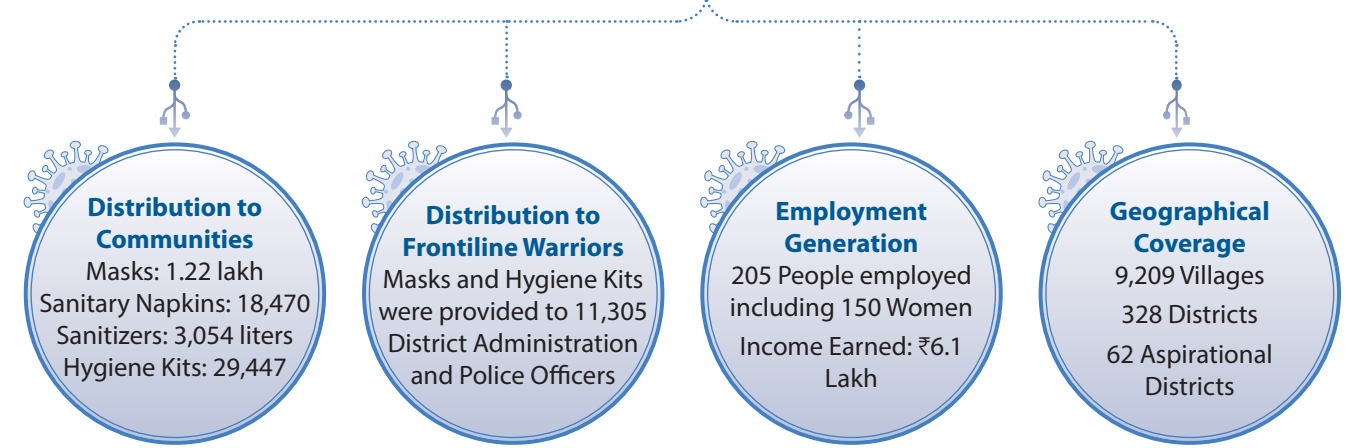 Distribution to
Communities
Masks: 1.22 lakh
Sanitary Napkins: 18,470
Sanitizers: 3,054 liters
Hygiene Kits: 29,447
Distribution to
Frontiline Warriors
Masks and Hygiene Kits
were provided to 11,305
District Administration
and Police Officers
Employment
Generation
205 People employed
including 150 Women
Income Earned: ₹6.1
Lakh
Geographical
Coverage
9,209 Villages
328 Districts
62 Aspirational
Districts